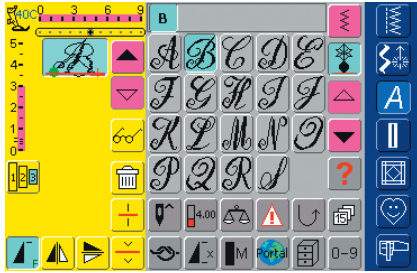 40C 0 3 6 9 B
5
4 B A B C D E
3 F G H I J A
2
1
0 K L M N O
1 2 3 P Q R S ?
4.00 ! 15
F x M Portal 0-9